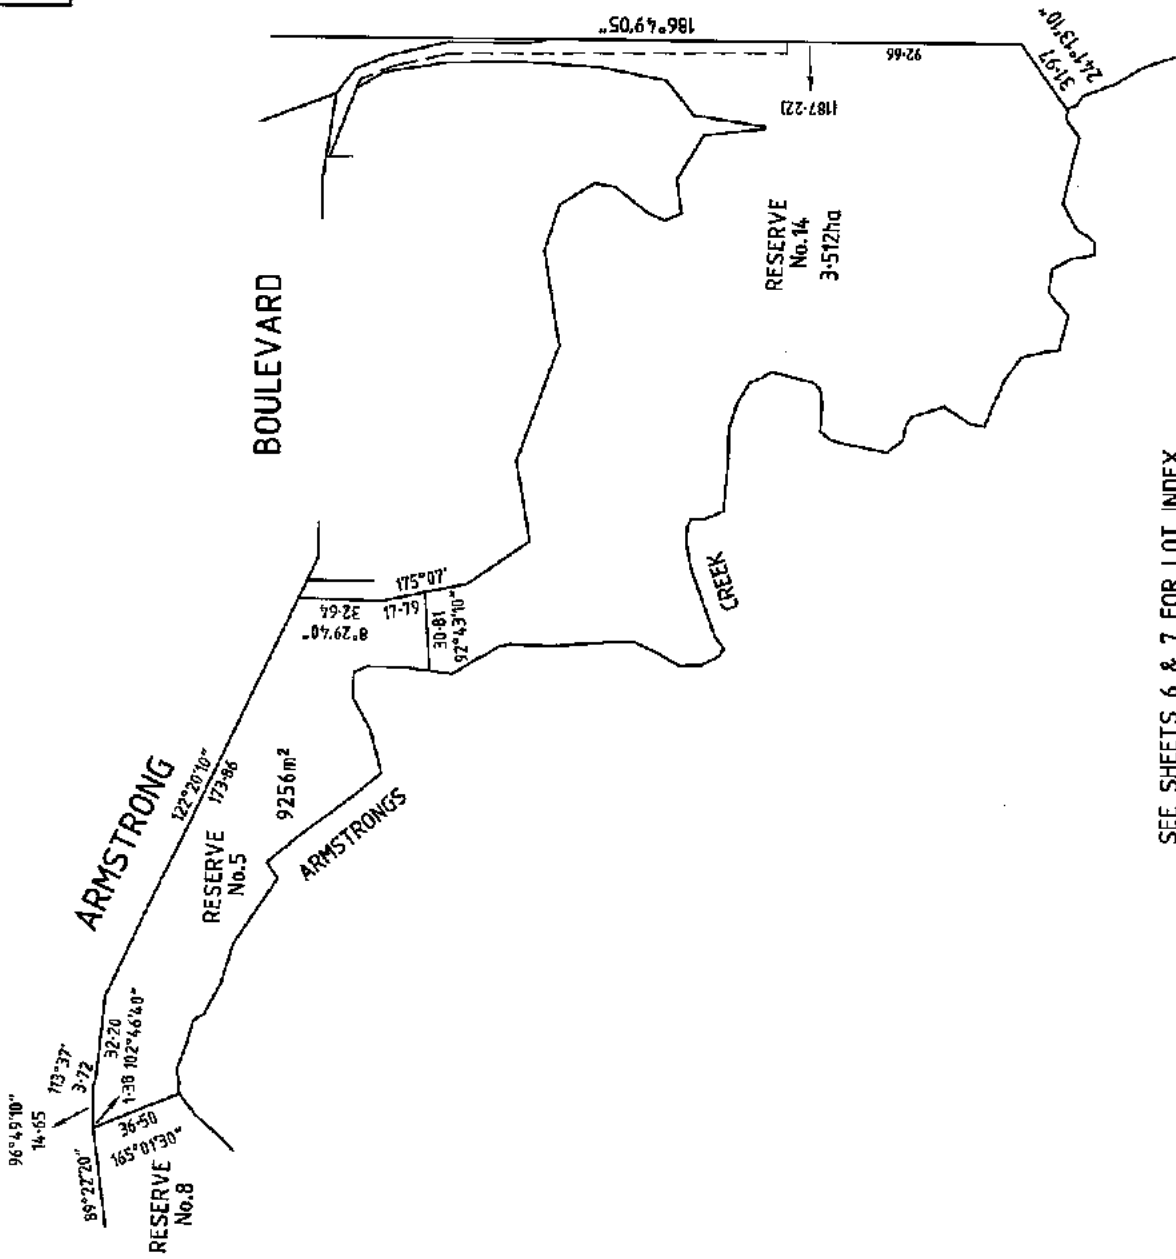 SEE SHEETS 6 & 7 FOR LOT INDEX
96°49'10"
14·65
113°37'
3·72
32·20
1·38 102°46'40"
89°22'20"
36·50
165°01'30"
RESERVE
No.8
ARMSTRONG
BOULEVARD
122°20'10"
173·86
RESERVE
No.5
9256m²
ARMSTRONGS
CREEK
32·64
8°29'40"
17·79
175°07'
30·81
92°43'10"
186°49'05"
92·66
(187·22)
31·97
241°13'10"
RESERVE
No.14
3·512ha